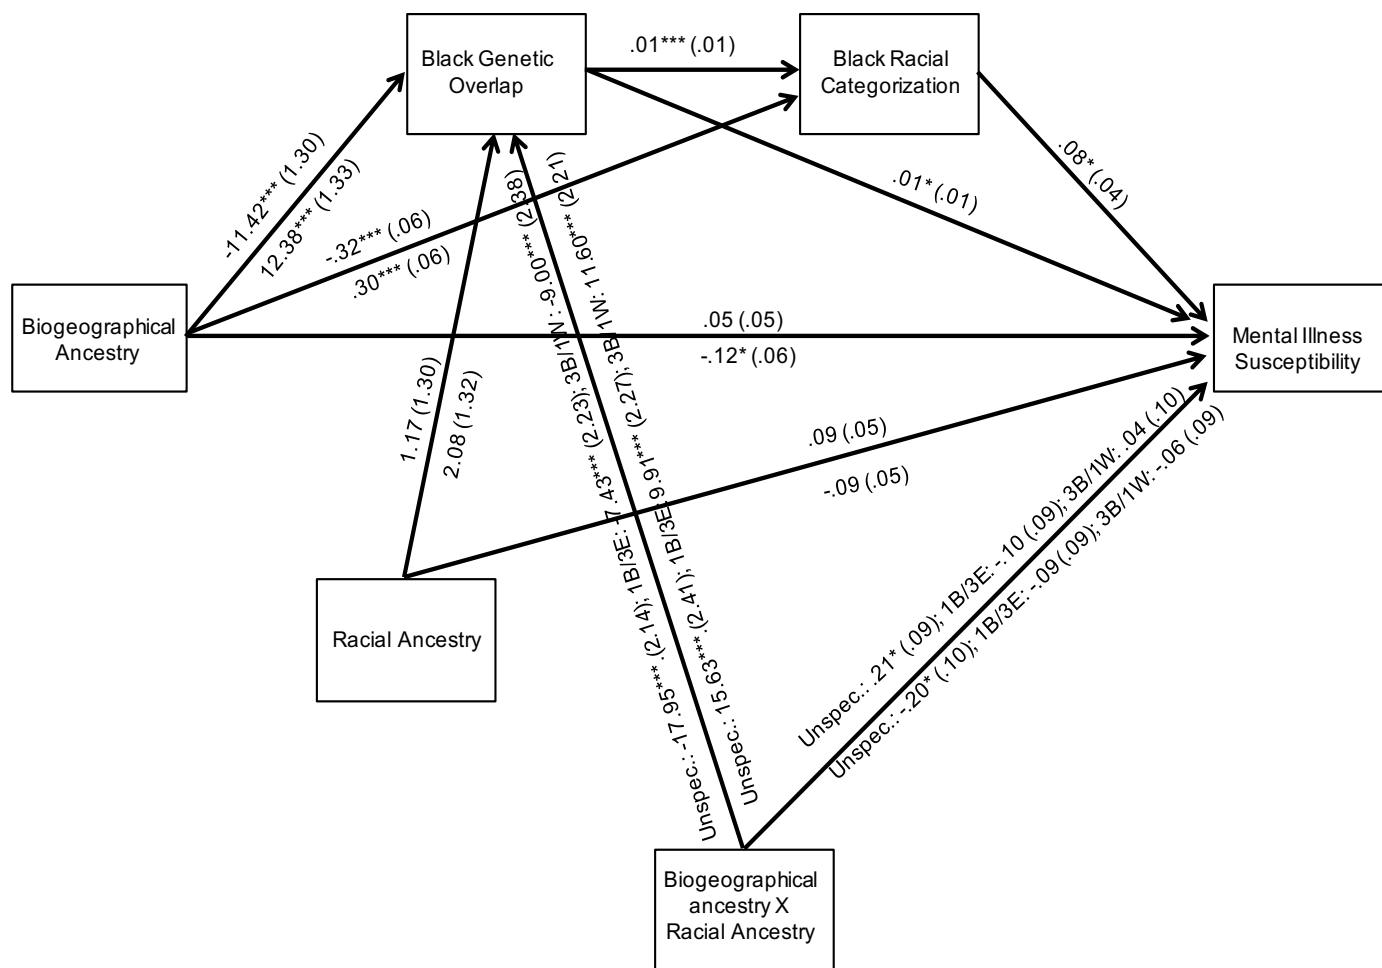 Black Genetic
Overlap
.01*** (.01)
Black Racial
Categorization
-11.42*** (1.30)
12.38*** (1.33)
-.32*** (.06)
.30*** (.06)
.01* (.01)
.08* (.04)
Biogeographical
Ancestry
.05 (.05)
-.12* (.06)
Mental Illness
Susceptibility
1.17 (1.30)
2.08 (1.32)
.09 (.05)
-.09 (.05)
Racial Ancestry
Unspec.: -17.95*** (2.14); 1B/3E: -7.43*** (2.23); 3B/1W : -9.00*** (2.38)
Unspec.: 15.63*** (2.41); 1B/3E: 9.91*** (2.27); 3B/1W: 11.60*** (2.21)
Unspec.: .21* (.09); 1B/3E: -.10 (.09); 3B/1W: .04 (.10)
Unspec.: -.20* (.10); 1B/3E: -.09 (.09); 3B/1W: -.06 (.09)
Biogeographical
ancestry X
Racial Ancestry